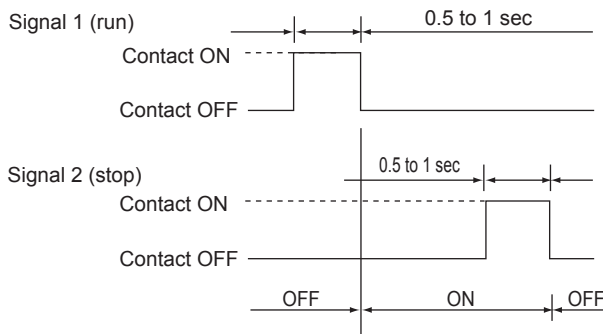 Signal 1 (run)
0.5 to 1 sec
Contact ON
Contact OFF
Signal 2 (stop)
0.5 to 1 sec
Contact ON
Contact OFF
OFF
ON
OFF